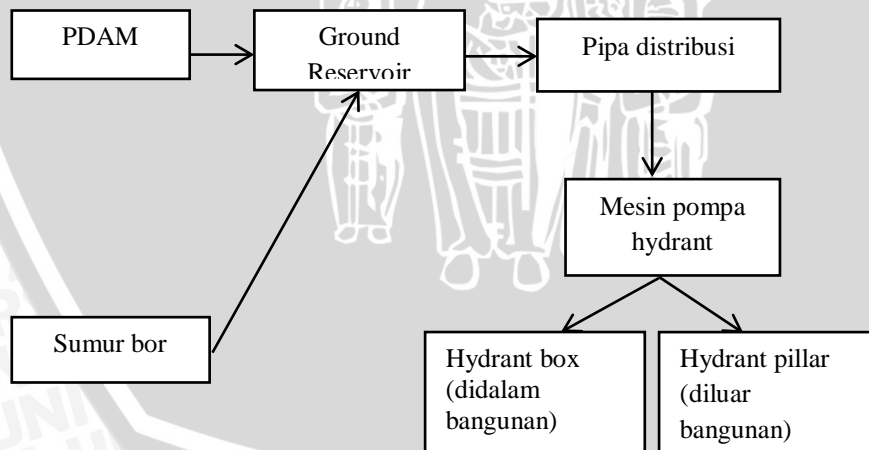 PDAM
Ground
Reservoir
Pipa distribusi
Mesin pompa
hydrant
Sumur bor
Hydrant box
(didalam
bangunan)
Hydrant pillar
(diluar
bangunan)